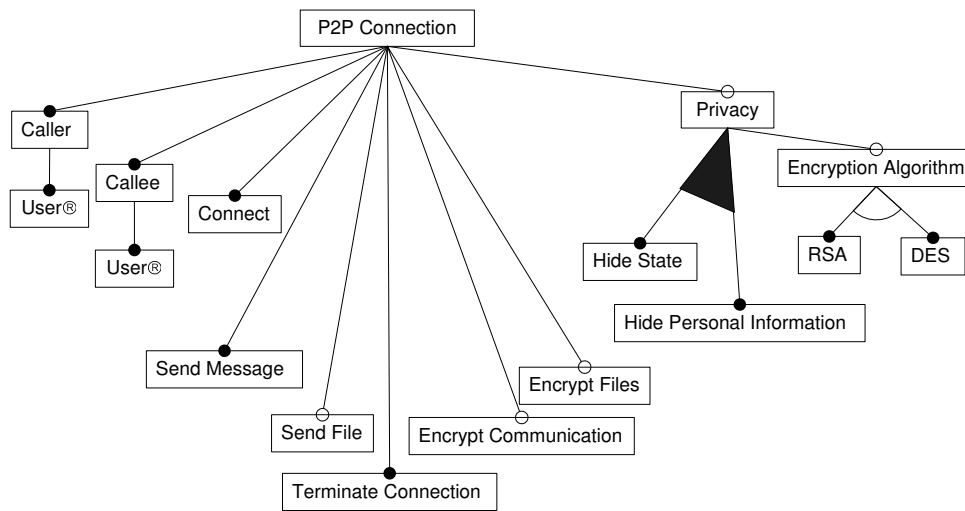 P2P Connection
Privacy
Caller
Encryption Algorithm
Callee
User®
Connect
RSA
DES
Hide State
User®
Hide Personal Information
Send Message
Encrypt Files
Send File
Encrypt Communication
Terminate Connection